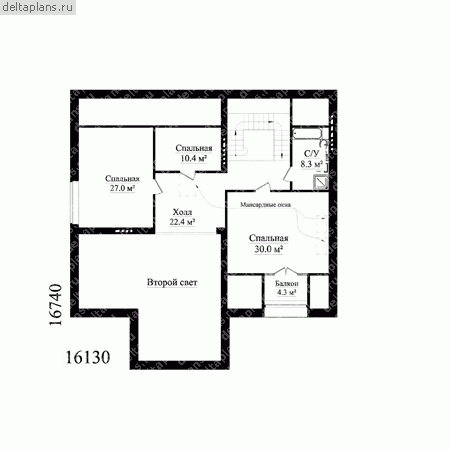 deltaplans.ru
Спальная
10.4 м²
С/У
8.3 м²
Спальная
27.0 м²
Холл
22.4 м²
Мансардные окна
Спальная
30.0 м²
Второй свет
Балкон
4.3 м²
16740
16130